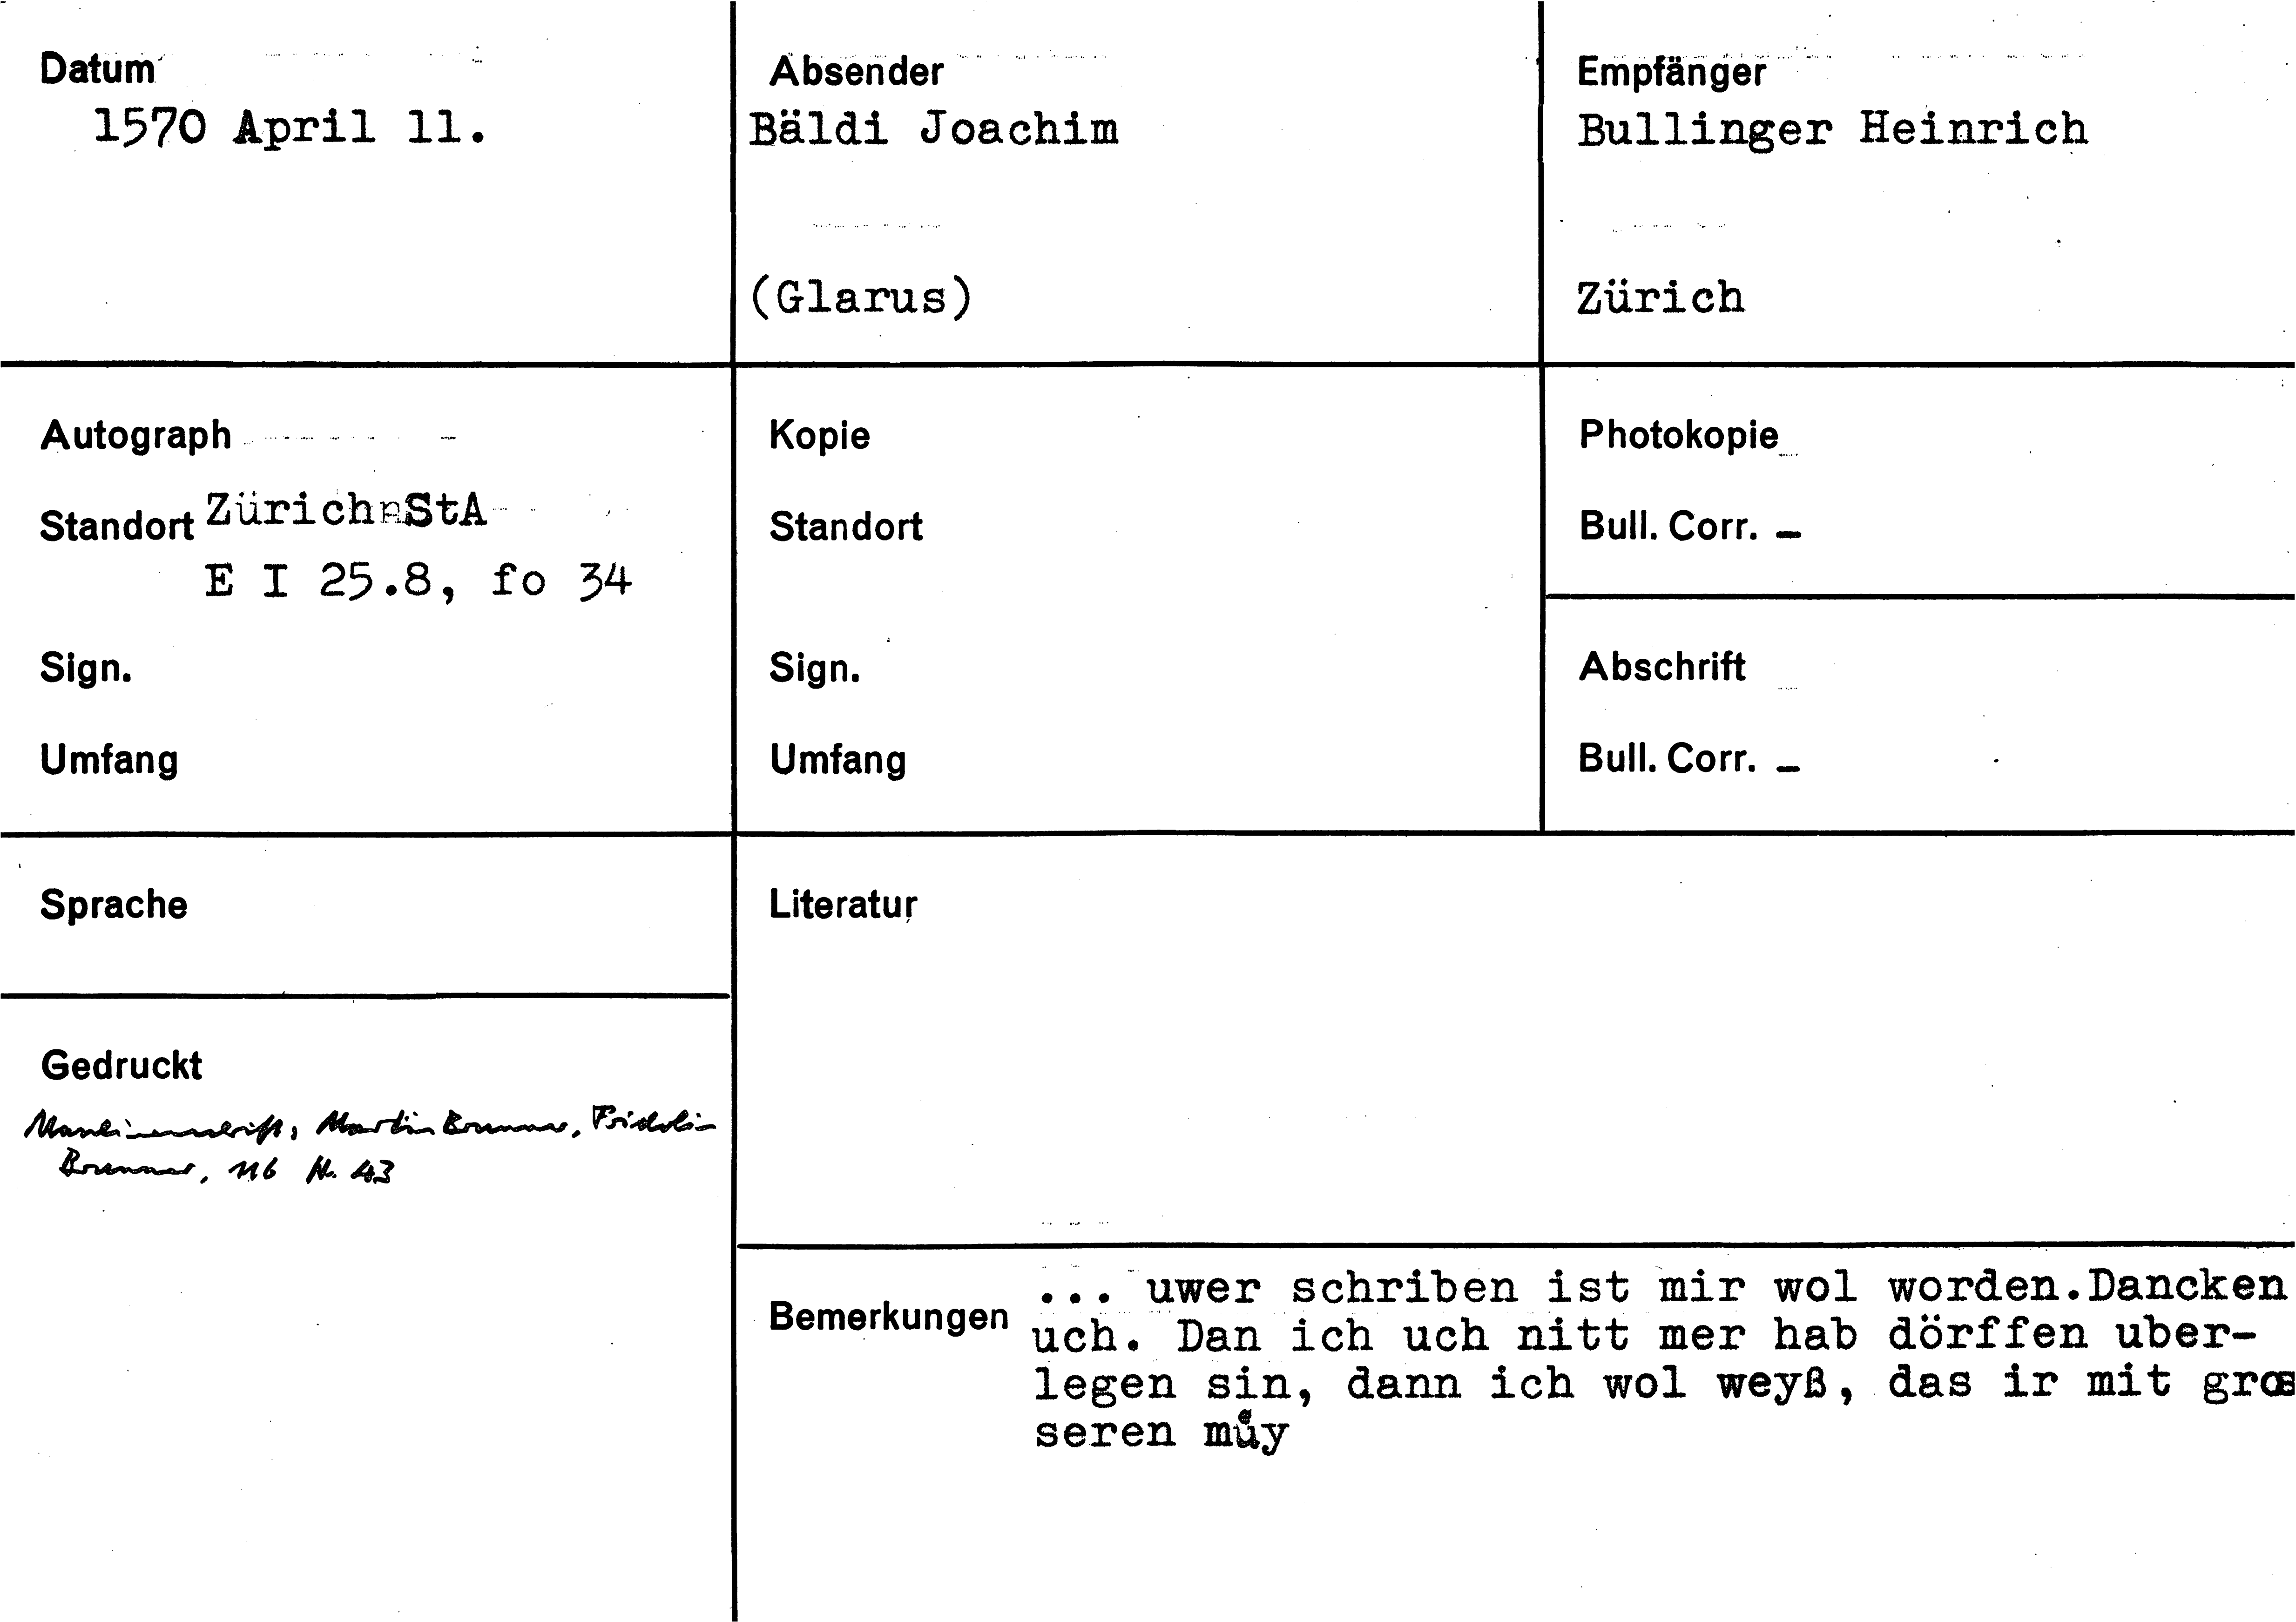 Datum
1570 April 11.
Absender
Bäldi Joachim
(Glarus)
Empfänger
Bullinger Heinrich
Zürich
Autograph
Standort Zürich StA
E I 25.8, fo 34
Sign.
Umfang
Kopie
Standort
Sign.
Umfang
Photokopie
Bull. Corr. -
Abschrift
Bull. Corr. -
Sprache
Gedruckt
Martin Brunner, Fridolin
Brunner, 116 N. 43
Literatur
Bemerkungen
... uwer schriben ist mir wol worden.Dancken
uch. Dan ich uch nitt mer hab dörffen uber-
legen sin, dann ich wol weyß, das ir mit gros
seren můy